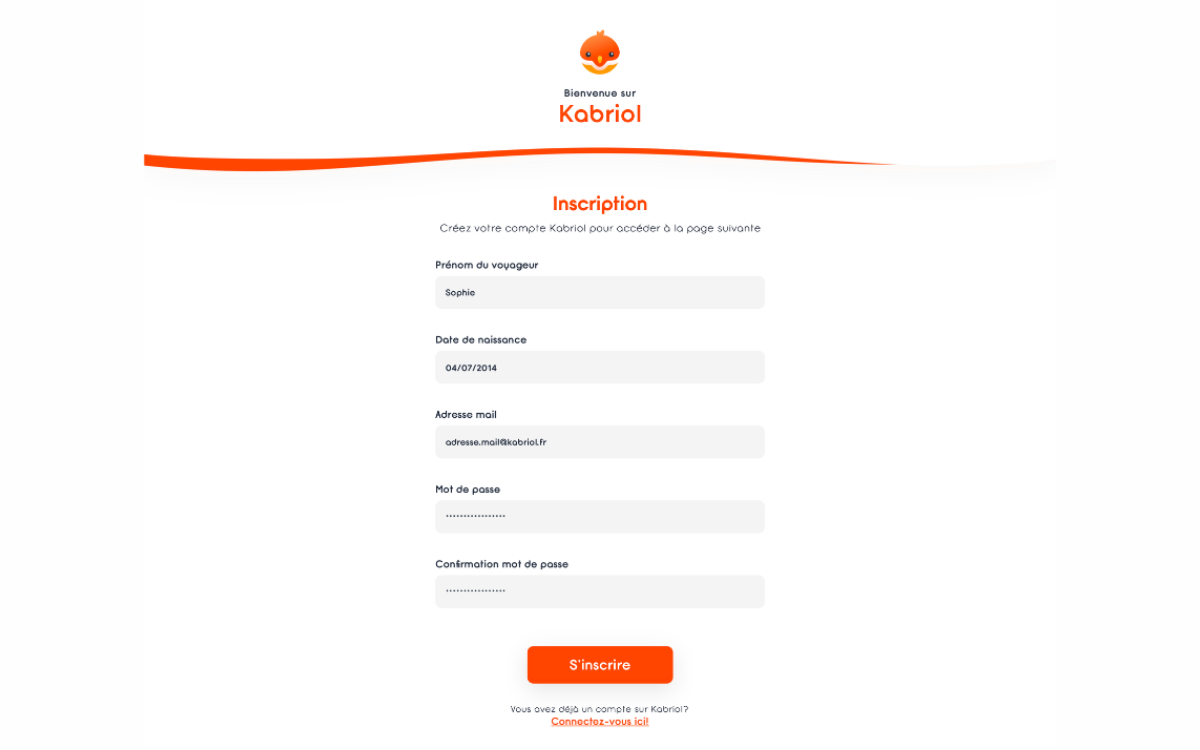 Bienvenue sur
Kabriol
Inscription
Créez votre compte Kabriol pour accéder à la page suivante
Prénom du voyageur
Sophie
Date de naissance
04/07/2014
Adresse mail
adresse.mail@kabriol.fr
Mot de passe
•••••••••••••••••
Confirmation mot de passe
•••••••••••••••••
S'inscrire
Vous avez déjà un compte sur Kabriol?
Connectez-vous ici!